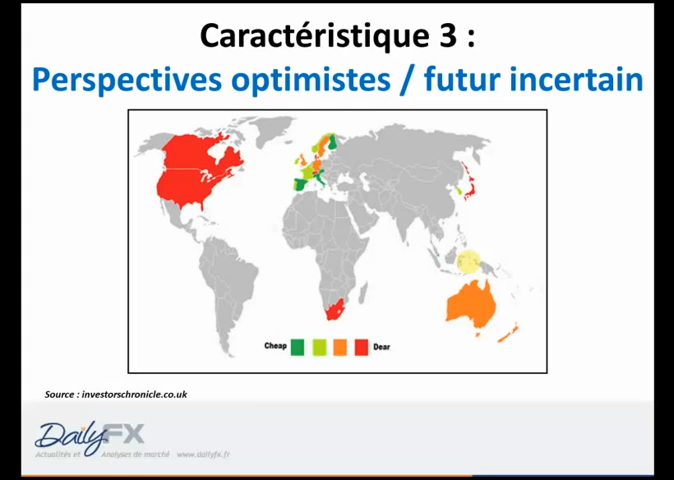 Caractéristique 3 :
Perspectives optimistes / futur incertain
Cheap Dear
Source : investorschronicle.co.uk
DailyFX
Actualités et Analyses de marché www.dailyfx.fr